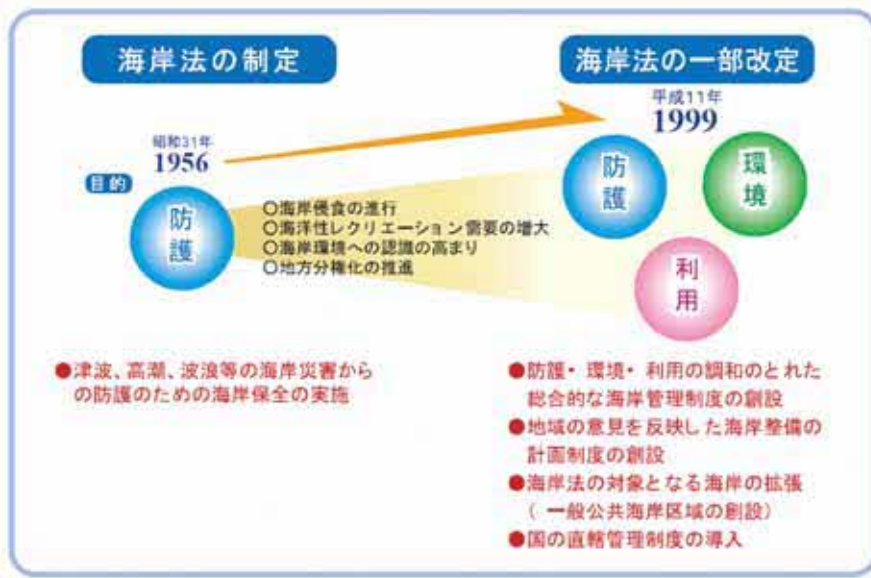 海岸法の制定
海岸法の一部改定
昭和31年
1956
平成11年
1999
目的
防護
○海岸侵食の進行
○海洋性レクリエーション需要の増大
○海岸環境への認識の高まり
○地方分権化の推進
防護
環境
利用
●津波、高潮、波浪等の海岸災害から
の防護のための海岸保全の実施
●防護・環境・利用の調和のとれた
総合的な海岸管理制度の創設
●地域の意見を反映した海岸整備の
計画制度の創設
●海岸法の対象となる海岸の拡張
(一般公共海岸区域の創設)
●国の直轄管理制度の導入